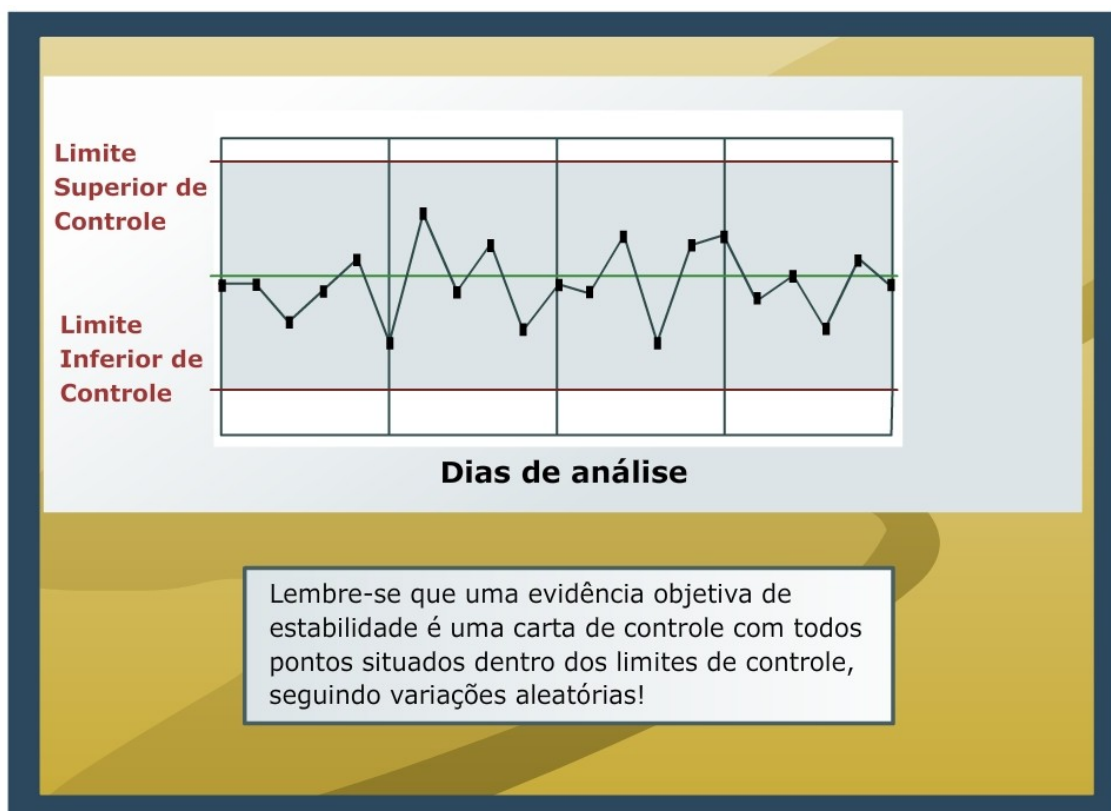 Limite
Superior de
Controle
Limite
Inferior de
Controle
Dias de análise
Lembre-se que uma evidência objetiva de
estabilidade é uma carta de controle com todos
pontos situados dentro dos limites de controle,
seguindo variações aleatórias!